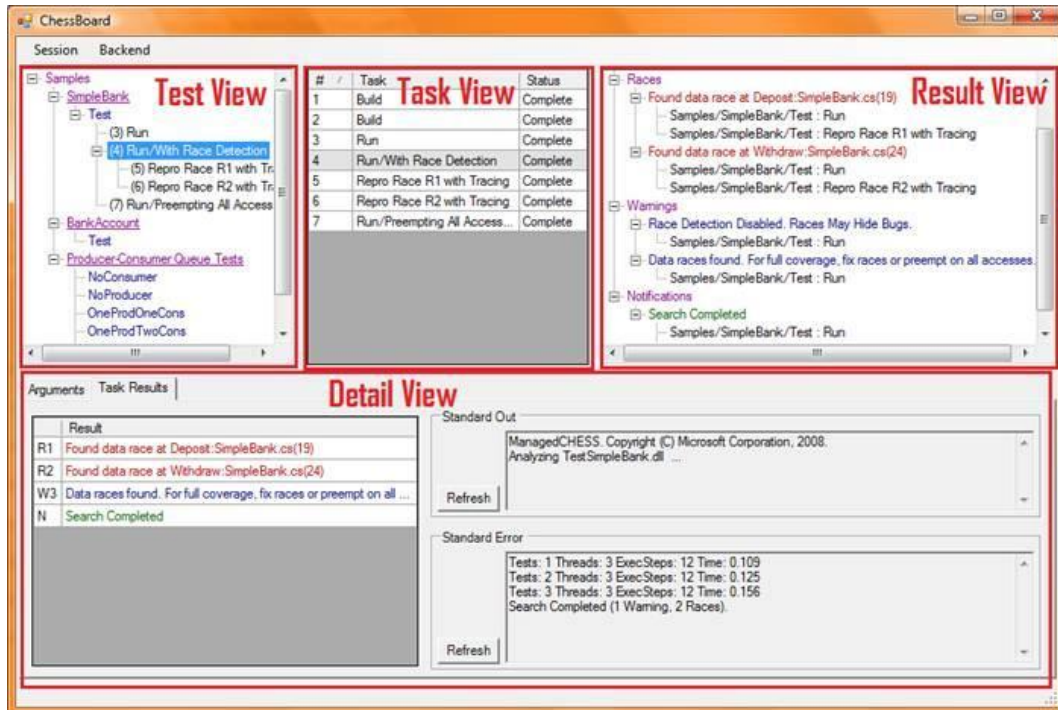 ChessBoard
Session Backend
Test View
Samples
SimpleBank
Test
(3) Run
(4) Run/With Race Detection
(5) Repro Race R1 with Tr
(6) Repro Race R2 with Tr
(7) Run/Preempting All Access
BankAccount
Test
Producer-Consumer Queue Tests
NoConsumer
NoProducer
OneProdOneCons
OneProdTwoCons
Task View
# / Task Status
1 Build Complete
2 Build Complete
3 Run Complete
4 Run/With Race Detection Complete
5 Repro Race R1 with Tracing Complete
6 Repro Race R2 with Tracing Complete
7 Run/Preempting All Access... Complete
Result View
Races
Found data race at Depost:SimpleBank.cs(19)
Samples/SimpleBank/Test : Run
Samples/SimpleBank/Test : Repro Race R1 with Tracing
Found data race at Withdraw:SimpleBank.cs(24)
Samples/SimpleBank/Test : Run
Samples/SimpleBank/Test : Repro Race R2 with Tracing
Warnings
Race Detection Disabled. Races May Hide Bugs.
Samples/SimpleBank/Test : Run
Data races found. For full coverage, fix races or preempt on all accesses.
Samples/SimpleBank/Test : Run
Notifications
Search Completed
Samples/SimpleBank/Test : Run
Detail View
Arguments Task Results
Result
R1 Found data race at Depost:SimpleBank.cs(19)
R2 Found data race at Withdraw:SimpleBank.cs(24)
W3 Data races found. For full coverage, fix races or preempt on all ...
N Search Completed
Standard Out
ManagedCHESS. Copyright (C) Microsoft Corporation, 2008.
Analyzing TestSimpleBank.dll ...
Refresh
Standard Error
Tests: 1 Threads: 3 ExecSteps: 12 Time: 0.109
Tests: 2 Threads: 3 ExecSteps: 12 Time: 0.125
Tests: 3 Threads: 3 ExecSteps: 12 Time: 0.156
Search Completed (1 Warning, 2 Races).
Refresh